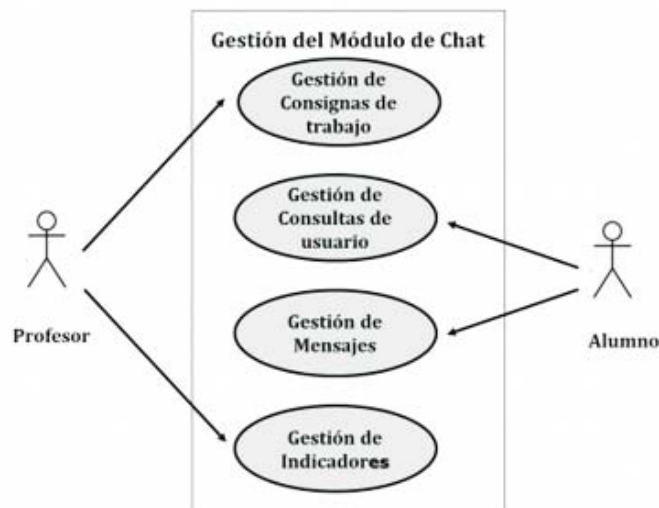 Gestión del Módulo de Chat
Gestión de
Consignas de
trabajo
Gestión de
Consultas de
usuario
Profesor
Alumno
Gestión de
Mensajes
Gestión de
Indicadores